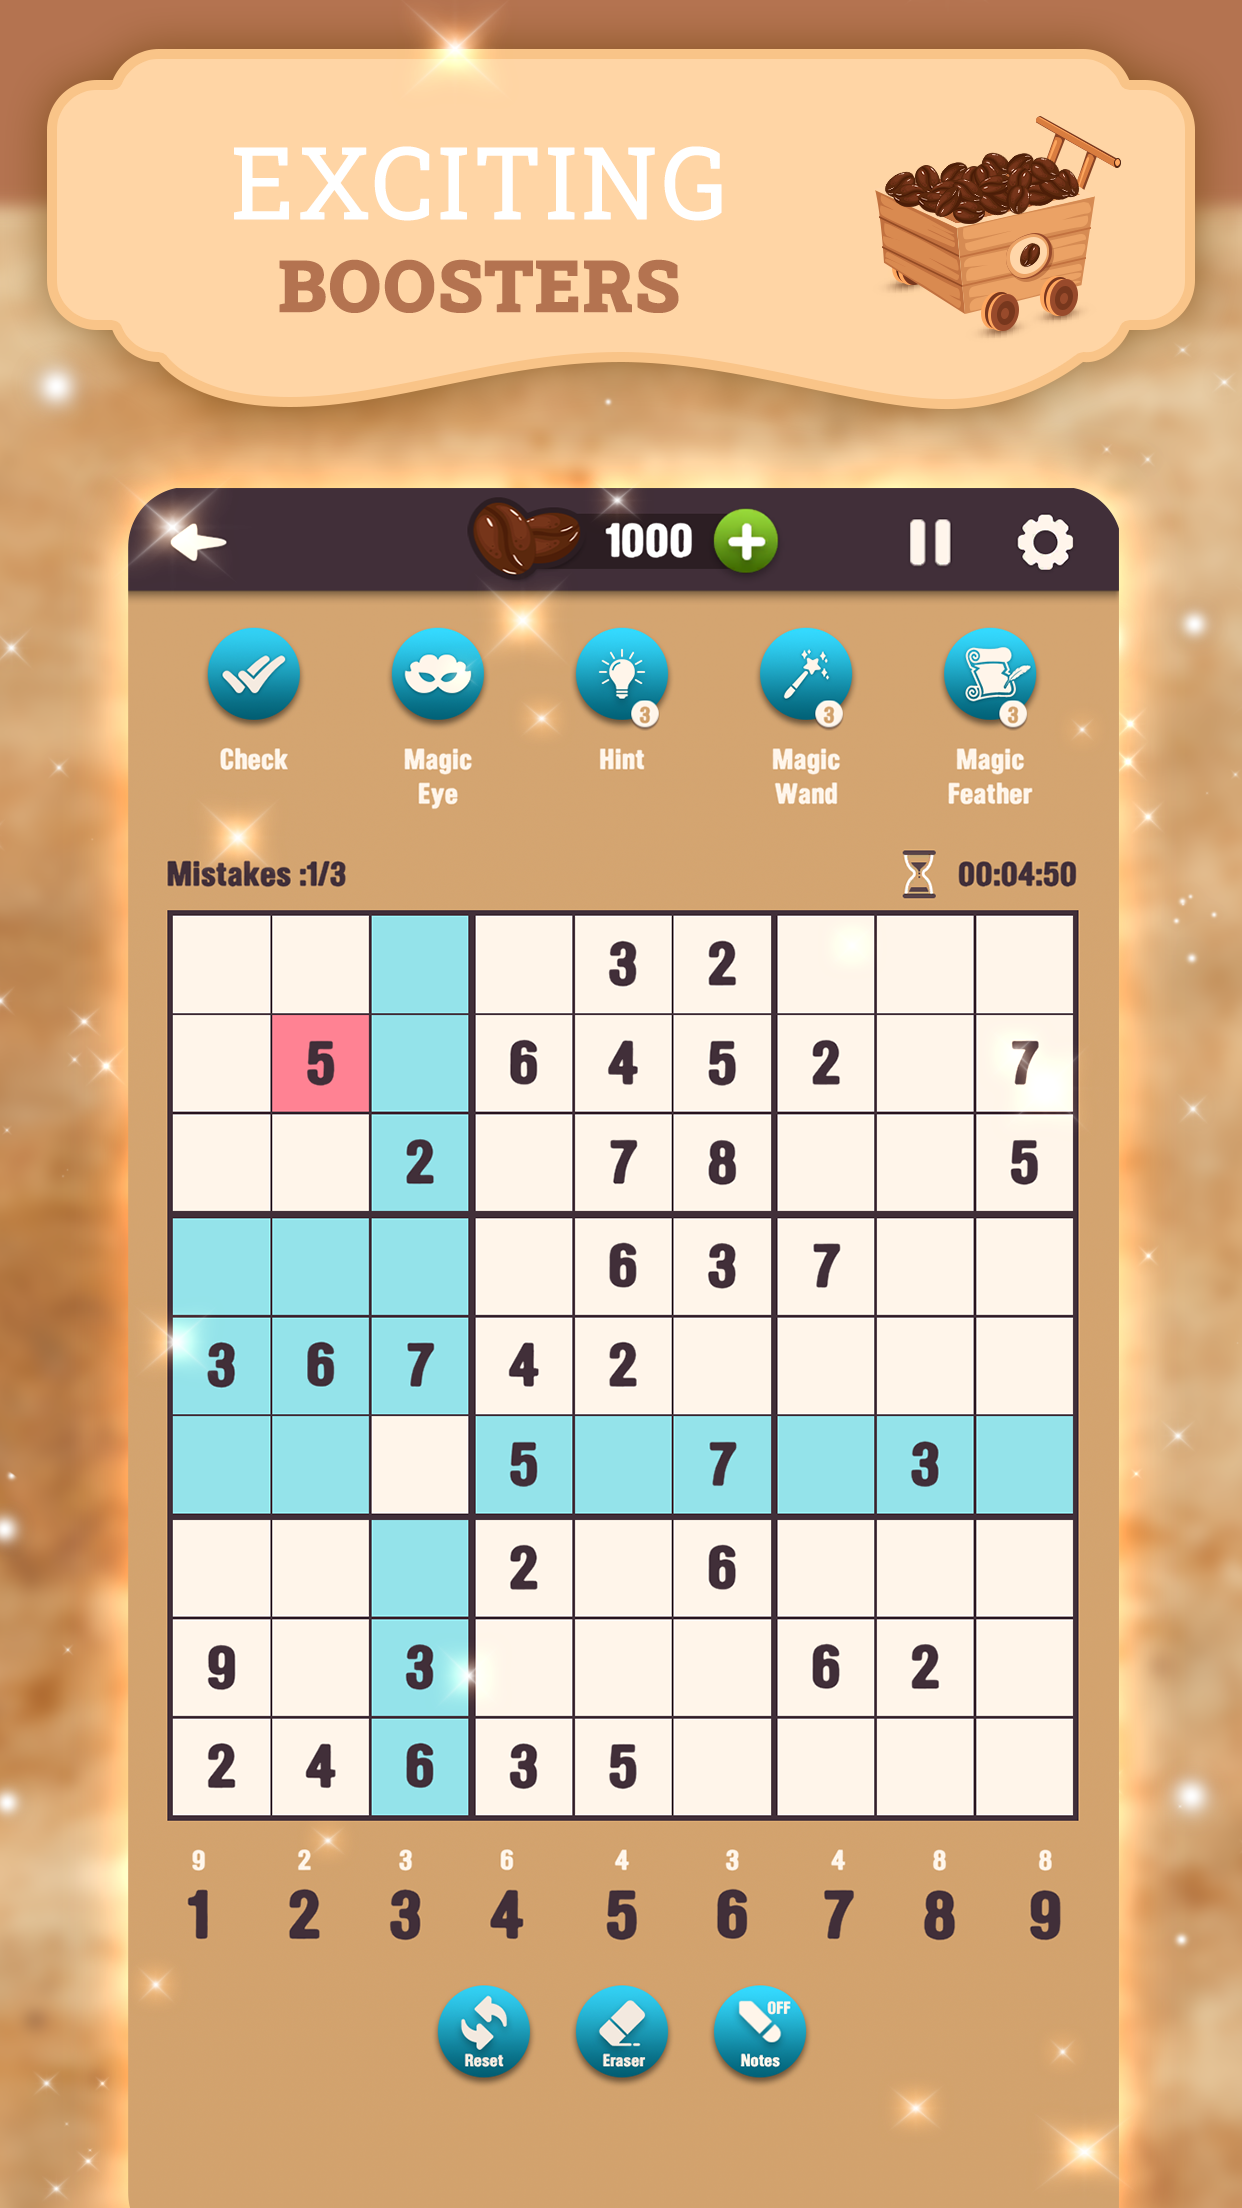 EXCITING
BOOSTERS
1000
3 3 3
Check Magic Eye Hint Magic Wand Magic Feather
Mistakes :1/3 00:04:50
3 2
5 6 4 5 2 7
2 7 8 5
6 3 7
3 6 7 4 2
5 7 3
2 6
9 3 6 2
2 4 6 3 5
9 2 3 6 4 3 4 8 8
1 2 3 4 5 6 7 8 9
OFF
Reset Eraser Notes